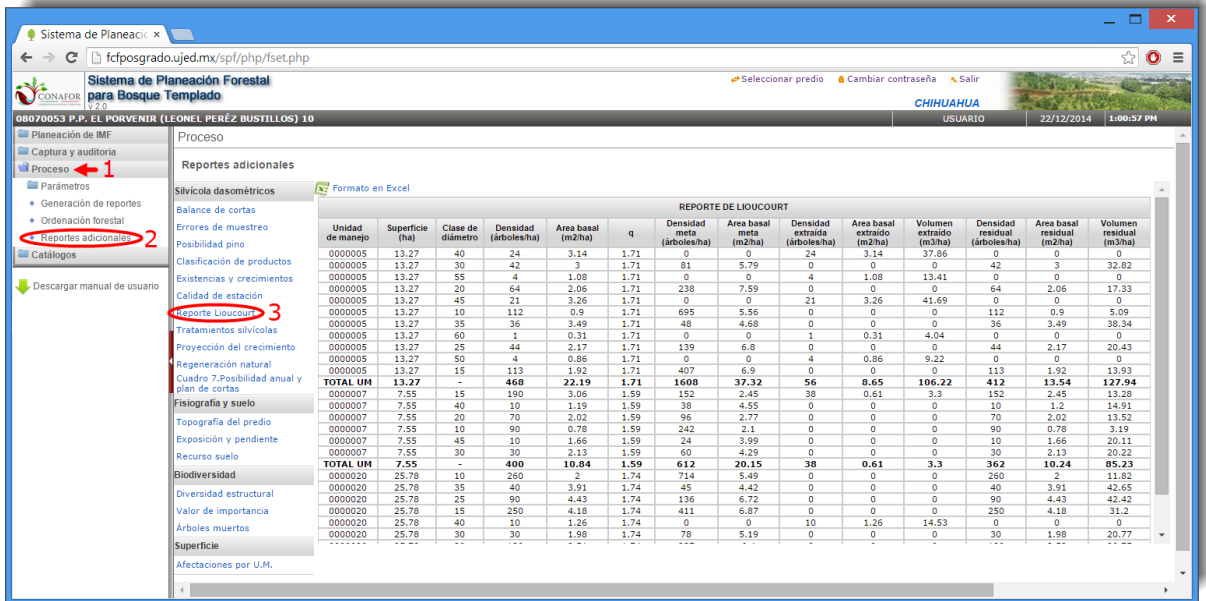 Sistema de Planeació
fcfposgrado.ujed.mx/spf/php/fset.php
CONAFOR
Sistema de Planeación Forestal
para Bosque Templado
v 2.0
Seleccionar predio Cambiar contraseña Salir
CHIHUAHUA
08070053 P.P. EL PORVENIR (LEONEL PERÉZ BUSTILLOS) 10 USUARIO 22/12/2014 1:00:57 PM
Planeación de IMF
Captura y auditoria
Proceso 1
Parámetros
Generación de reportes
Ordenación forestal
Reportes adicionales 2
Catálogos
Descargar manual de usuario
Proceso
Reportes adicionales
Silvícola dasométricos
Balance de cortas
Errores de muestreo
Posibilidad pino
Clasificación de productos
Existencias y crecimientos
Calidad de estación
Reporte Lioucourt 3
Tratamientos silvícolas
Proyección del crecimiento
Regeneración natural
Cuadro 7.Posibilidad anual y
plan de cortas
Fisiografía y suelo
Topografía del predio
Exposición y pendiente
Recurso suelo
Biodiversidad
Diversidad estructural
Valor de importancia
Árboles muertos
Superficie
Afectaciones por U.M.
Formato en Excel
REPORTE DE LIOUCOURT
Unidad de manejo Superficie (ha) Clase de diámetro Densidad (árboles/ha) Area basal (m2/ha) q Densidad meta (árboles/ha) Area basal meta (m2/ha) Densidad extraída (árboles/ha) Area basal extraído (m2/ha) Volumen extraído (m3/ha) Densidad residual (árboles/ha) Area basal residual (m2/ha) Volumen residual (m3/ha)
0000005 13.27 40 24 3.14 1.71 0 0 24 3.14 37.86 0 0 0
0000005 13.27 30 42 3 1.71 81 5.79 0 0 0 42 3 32.82
0000005 13.27 55 4 1.08 1.71 0 0 4 1.08 13.41 0 0 0
0000005 13.27 20 64 2.06 1.71 238 7.59 0 0 0 64 2.06 17.33
0000005 13.27 45 21 3.26 1.71 0 0 21 3.26 41.69 0 0 0
0000005 13.27 10 112 0.9 1.71 695 5.56 0 0 0 112 0.9 5.09
0000005 13.27 35 36 3.49 1.71 48 4.68 0 0 0 36 3.49 38.34
0000005 13.27 60 1 0.31 1.71 0 0 1 0.31 4.04 0 0 0
0000005 13.27 25 44 2.17 1.71 139 6.8 0 0 0 44 2.17 20.43
0000005 13.27 50 4 0.86 1.71 0 0 4 0.86 9.22 0 0 0
0000005 13.27 15 113 1.92 1.71 407 6.9 0 0 0 113 1.92 13.93
TOTAL UM 13.27 - 468 22.19 1.71 1608 37.32 56 8.65 106.22 412 13.54 127.94
0000007 7.55 15 190 3.06 1.59 152 2.45 38 0.61 3.3 152 2.45 13.28
0000007 7.55 40 10 1.19 1.59 38 4.55 0 0 0 10 1.2 14.91
0000007 7.55 20 70 2.02 1.59 96 2.77 0 0 0 70 2.02 13.52
0000007 7.55 10 90 0.78 1.59 242 2.1 0 0 0 90 0.78 3.19
0000007 7.55 45 10 1.66 1.59 24 3.99 0 0 0 10 1.66 20.11
0000007 7.55 30 30 2.13 1.59 60 4.29 0 0 0 30 2.13 20.22
TOTAL UM 7.55 - 400 10.84 1.59 612 20.15 38 0.61 3.3 362 10.24 85.23
0000020 25.78 10 260 2 1.74 714 5.49 0 0 0 260 2 11.82
0000020 25.78 35 40 3.91 1.74 45 4.42 0 0 0 40 3.91 42.65
0000020 25.78 25 90 4.43 1.74 136 6.72 0 0 0 90 4.43 42.42
0000020 25.78 15 250 4.18 1.74 411 6.87 0 0 0 250 4.18 31.2
0000020 25.78 40 10 1.26 1.74 0 0 10 1.26 14.53 0 0 0
0000020 25.78 30 30 1.98 1.74 78 5.19 0 0 0 30 1.98 20.77